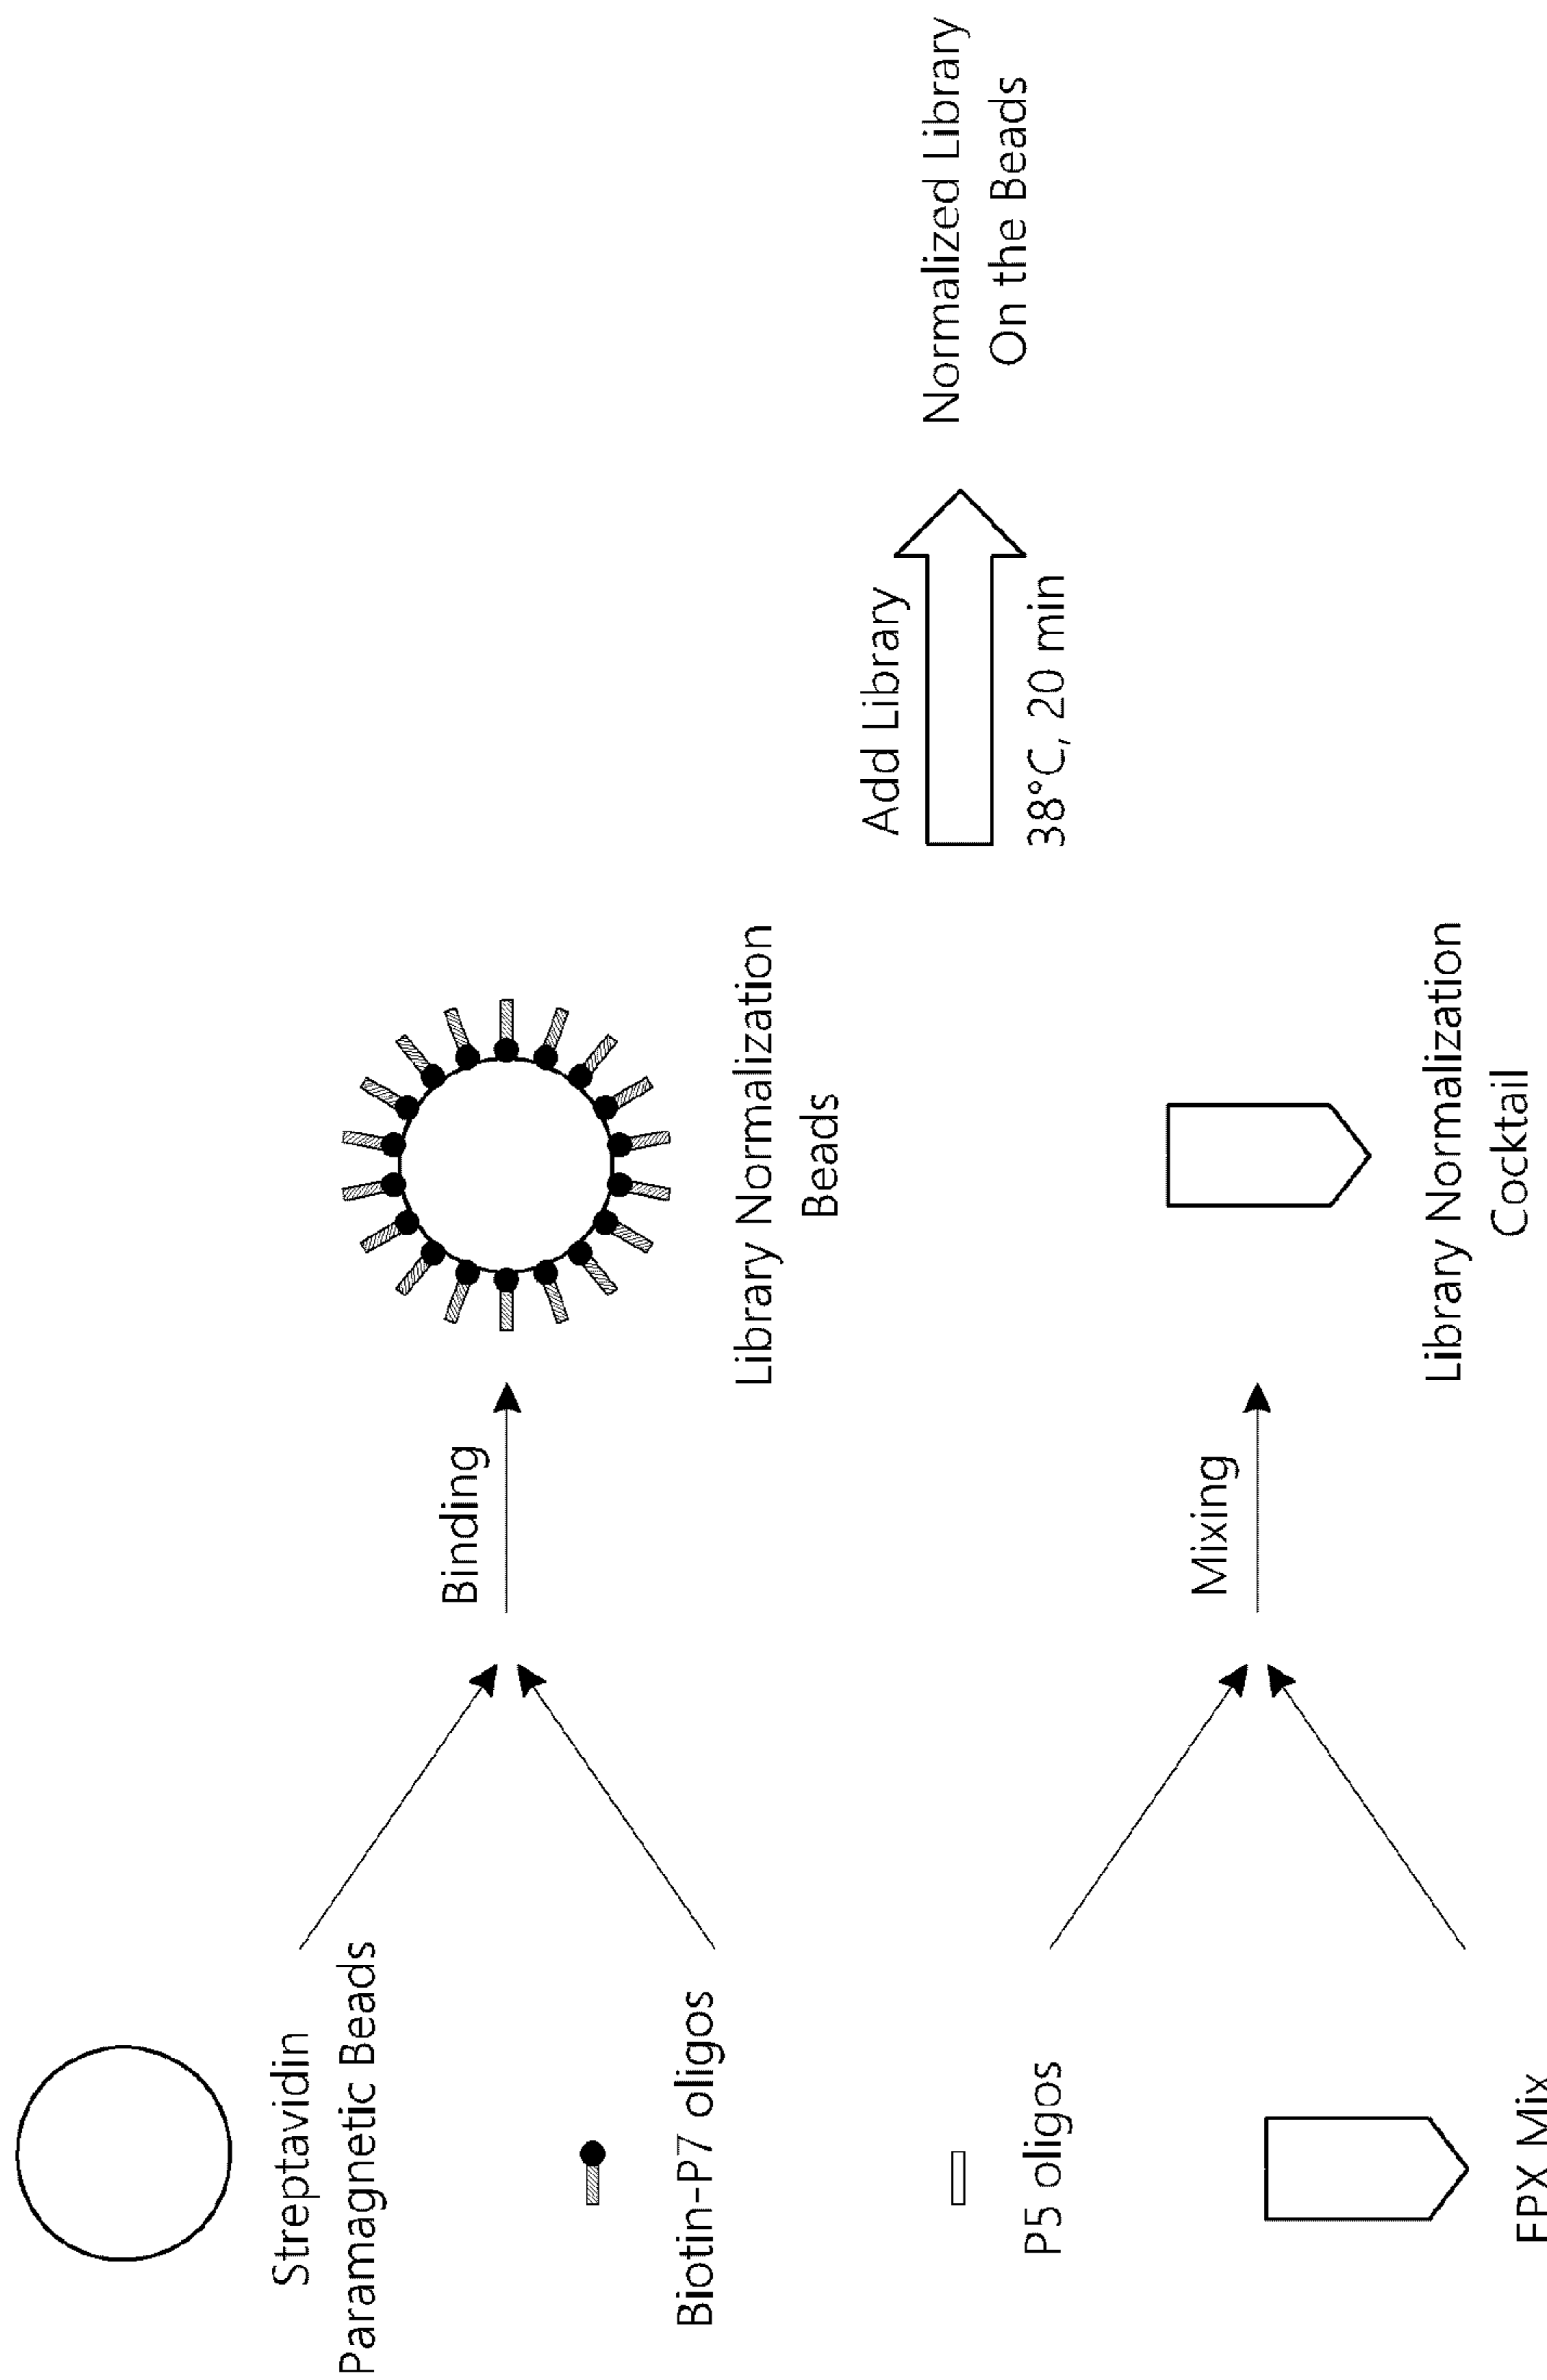 Streptavidin
Paramagnetic Beads
Biotin-P7 oligos
Binding
Library Normalization
Beads
P5 oligos
Mix
Mixing
Library Normalization
Cocktail
Add Library
38°C, 20 min
Normalized Library
On the Beads